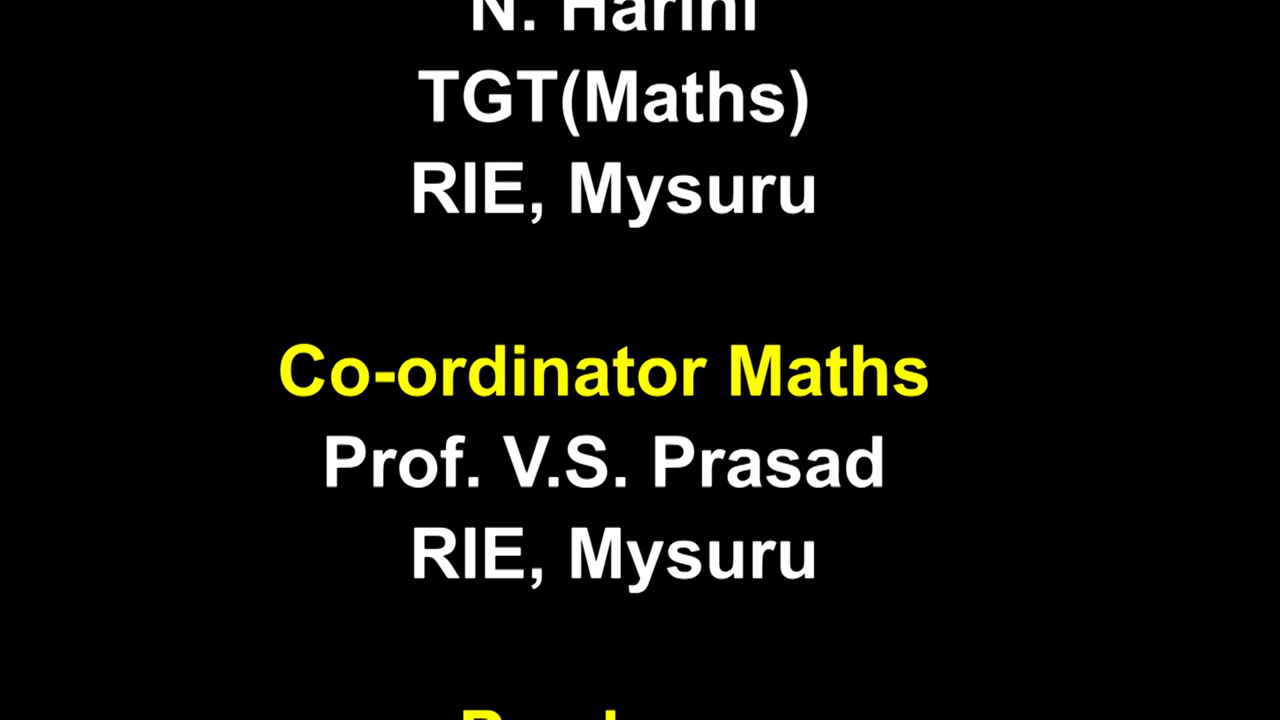 N. Harini
TGT(Maths)
RIE, Mysuru
Co-ordinator Maths
Prof. V.S. Prasad
RIE, Mysuru